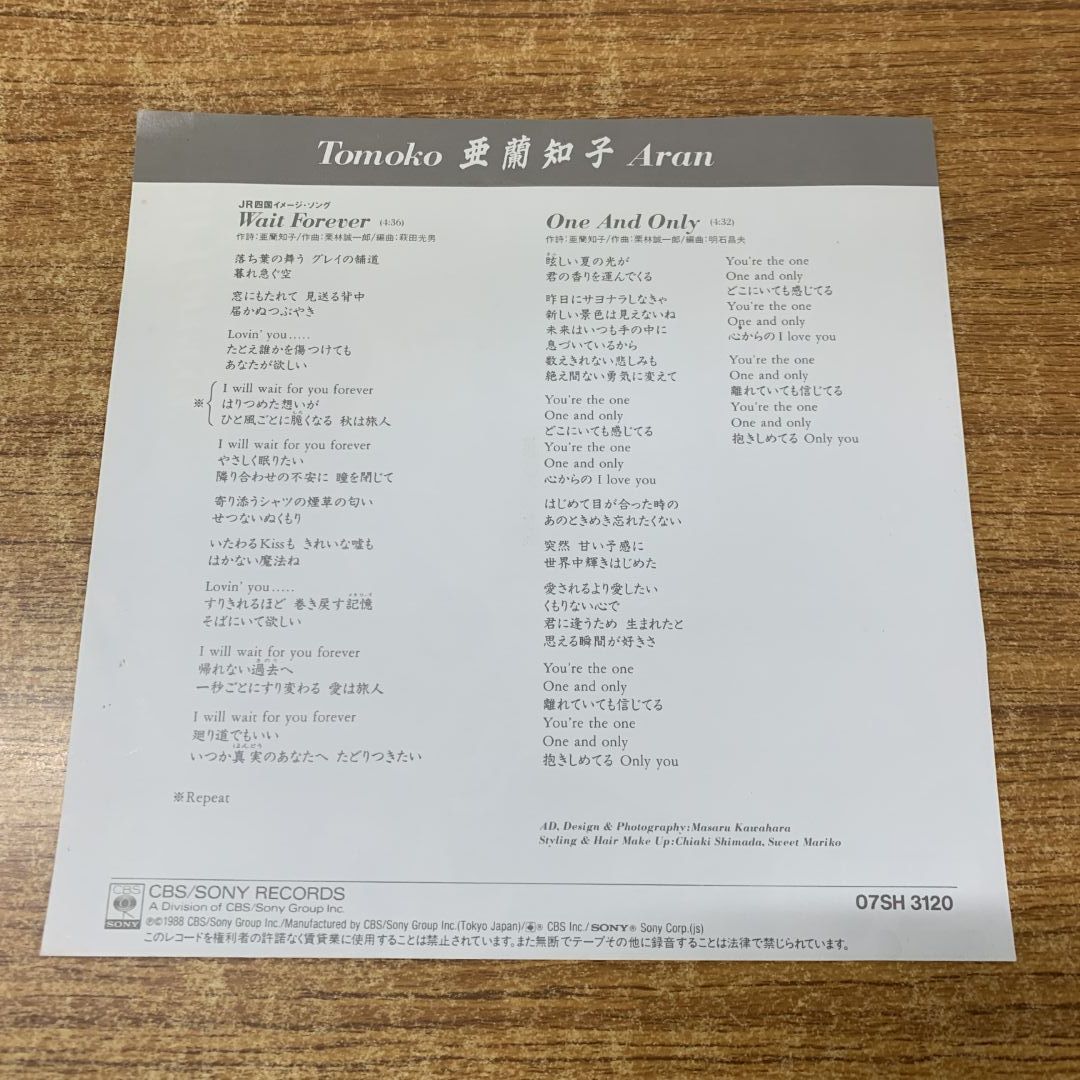 Tomoko 亜蘭知子 Aran
JR四国イメージ・ソング
Wait Forever (4:36)
作詩：亜蘭知子/作曲：栗林誠一郎/編曲：萩田光男
落ち葉の舞う グレイの舗道
暮れ急ぐ空
窓にもたれて 見送る背中
届かぬつぶやき
Lovin' you.....
たとえ誰かを傷つけても
あなたが欲しい
I will wait for you forever
※ はりつめた想いが
ひと風ごとに脆くなる 秋は旅人
I will wait for you forever
やさしく眠りたい
隣り合わせの不安に 瞳を閉じて
寄り添うシャツの煙草の匂い
せつないぬくもり
いたわるKissも きれいな嘘も
はかない魔法ね
Lovin' you.....
すりきれるほど 巻き戻す記憶
そばにいて欲しい
I will wait for you forever
帰れない過去へ
一秒ごとにすり変わる 愛は旅人
I will wait for you forever
廻り道でもいい
いつか真実のあなたへ たどりつきたい
※Repeat
One And Only (4:32)
作詩：亜蘭知子/作曲：栗林誠一郎/編曲：明石昌夫
眩しい夏の光が
君の香りを運んでくる
昨日にサヨナラしなきゃ
新しい景色は見えないね
未来はいつも手の中に
息づいているから
数えきれない悲しみも
絶え間ない勇気に変えて
You're the one
One and only
どこにいても感じてる
You're the one
One and only
心からの I love you
はじめて目が合った時の
あのときめき忘れたくない
突然 甘い予感に
世界中輝きはじめた
愛されるより愛したい
くもりない心で
君に逢うため 生まれたと
思える瞬間が好きさ
You're the one
One and only
離れていても信じてる
You're the one
One and only
抱きしめてる Only you
You're the one
One and only
どこにいても感じてる
You're the one
One and only
心からの I love you
You're the one
One and only
離れていても信じてる
You're the one
One and only
抱きしめてる Only you
AD, Design & Photography:Masaru Kawahara
Styling & Hair Make Up:Chiaki Shimada, Sweet Mariko
CBS
SONY
CBS/SONY RECORDS
A Division of CBS/Sony Group Inc.
07SH 3120
℗©1988 CBS/Sony Group Inc./Manufactured by CBS/Sony Group Inc.(Tokyo Japan)/® CBS Inc./SONY® Sony Corp.(js)
このレコードを権利者の許諾なく賃貸業に使用することは禁止されています。また無断でテープその他に録音することは法律で禁じられています。